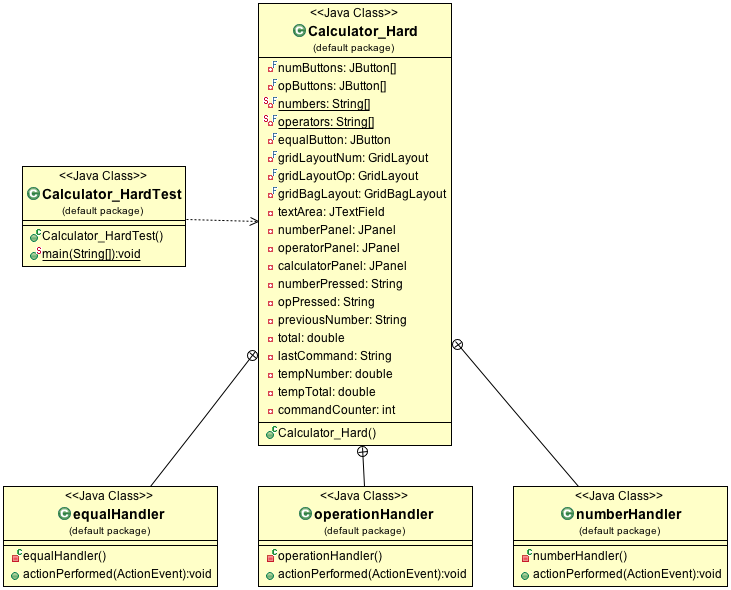 <<Java Class>>
Calculator_Hard
(default package)
numButtons: JButton[]
opButtons: JButton[]
numbers: String[]
operators: String[]
equalButton: JButton
gridLayoutNum: GridLayout
gridLayoutOp: GridLayout
gridBagLayout: GridBagLayout
textArea: JTextField
numberPanel: JPanel
operatorPanel: JPanel
calculatorPanel: JPanel
numberPressed: String
opPressed: String
previousNumber: String
total: double
lastCommand: String
tempNumber: double
tempTotal: double
commandCounter: int
Calculator_Hard()
<<Java Class>>
Calculator_HardTest
(default package)
Calculator_HardTest()
main(String[]):void
<<Java Class>>
equalHandler
(default package)
equalHandler()
actionPerformed(ActionEvent):void
<<Java Class>>
operationHandler
(default package)
operationHandler()
actionPerformed(ActionEvent):void
<<Java Class>>
numberHandler
(default package)
numberHandler()
actionPerformed(ActionEvent):void